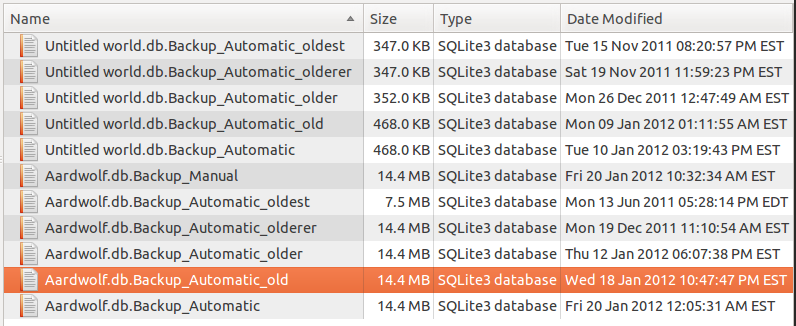 Name Size Type Date Modified
Untitled world.db.Backup_Automatic_oldest 347.0 KB SQLite3 database Tue 15 Nov 2011 08:20:57 PM EST
Untitled world.db.Backup_Automatic_olderer 347.0 KB SQLite3 database Sat 19 Nov 2011 11:59:23 PM EST
Untitled world.db.Backup_Automatic_older 352.0 KB SQLite3 database Mon 26 Dec 2011 12:47:49 AM EST
Untitled world.db.Backup_Automatic_old 468.0 KB SQLite3 database Mon 09 Jan 2012 01:11:55 AM EST
Untitled world.db.Backup_Automatic 468.0 KB SQLite3 database Tue 10 Jan 2012 03:19:43 PM EST
Aardwolf.db.Backup_Manual 14.4 MB SQLite3 database Fri 20 Jan 2012 10:32:34 AM EST
Aardwolf.db.Backup_Automatic_oldest 7.5 MB SQLite3 database Mon 13 Jun 2011 05:28:14 PM EDT
Aardwolf.db.Backup_Automatic_olderer 14.4 MB SQLite3 database Mon 19 Dec 2011 11:10:54 AM EST
Aardwolf.db.Backup_Automatic_older 14.4 MB SQLite3 database Thu 12 Jan 2012 06:07:38 PM EST
Aardwolf.db.Backup_Automatic_old 14.4 MB SQLite3 database Wed 18 Jan 2012 10:47:47 PM EST
Aardwolf.db.Backup_Automatic 14.4 MB SQLite3 database Fri 20 Jan 2012 12:05:31 AM EST